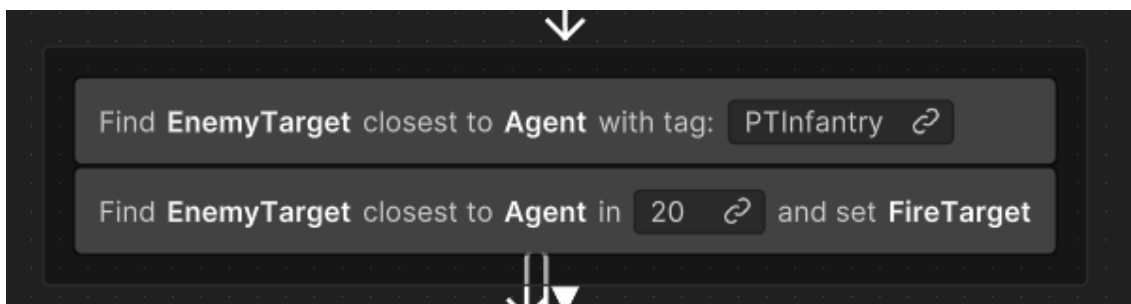 Find EnemyTarget closest to Agent with tag: PTInfantry
Find EnemyTarget closest to Agent in 20 and set FireTarget